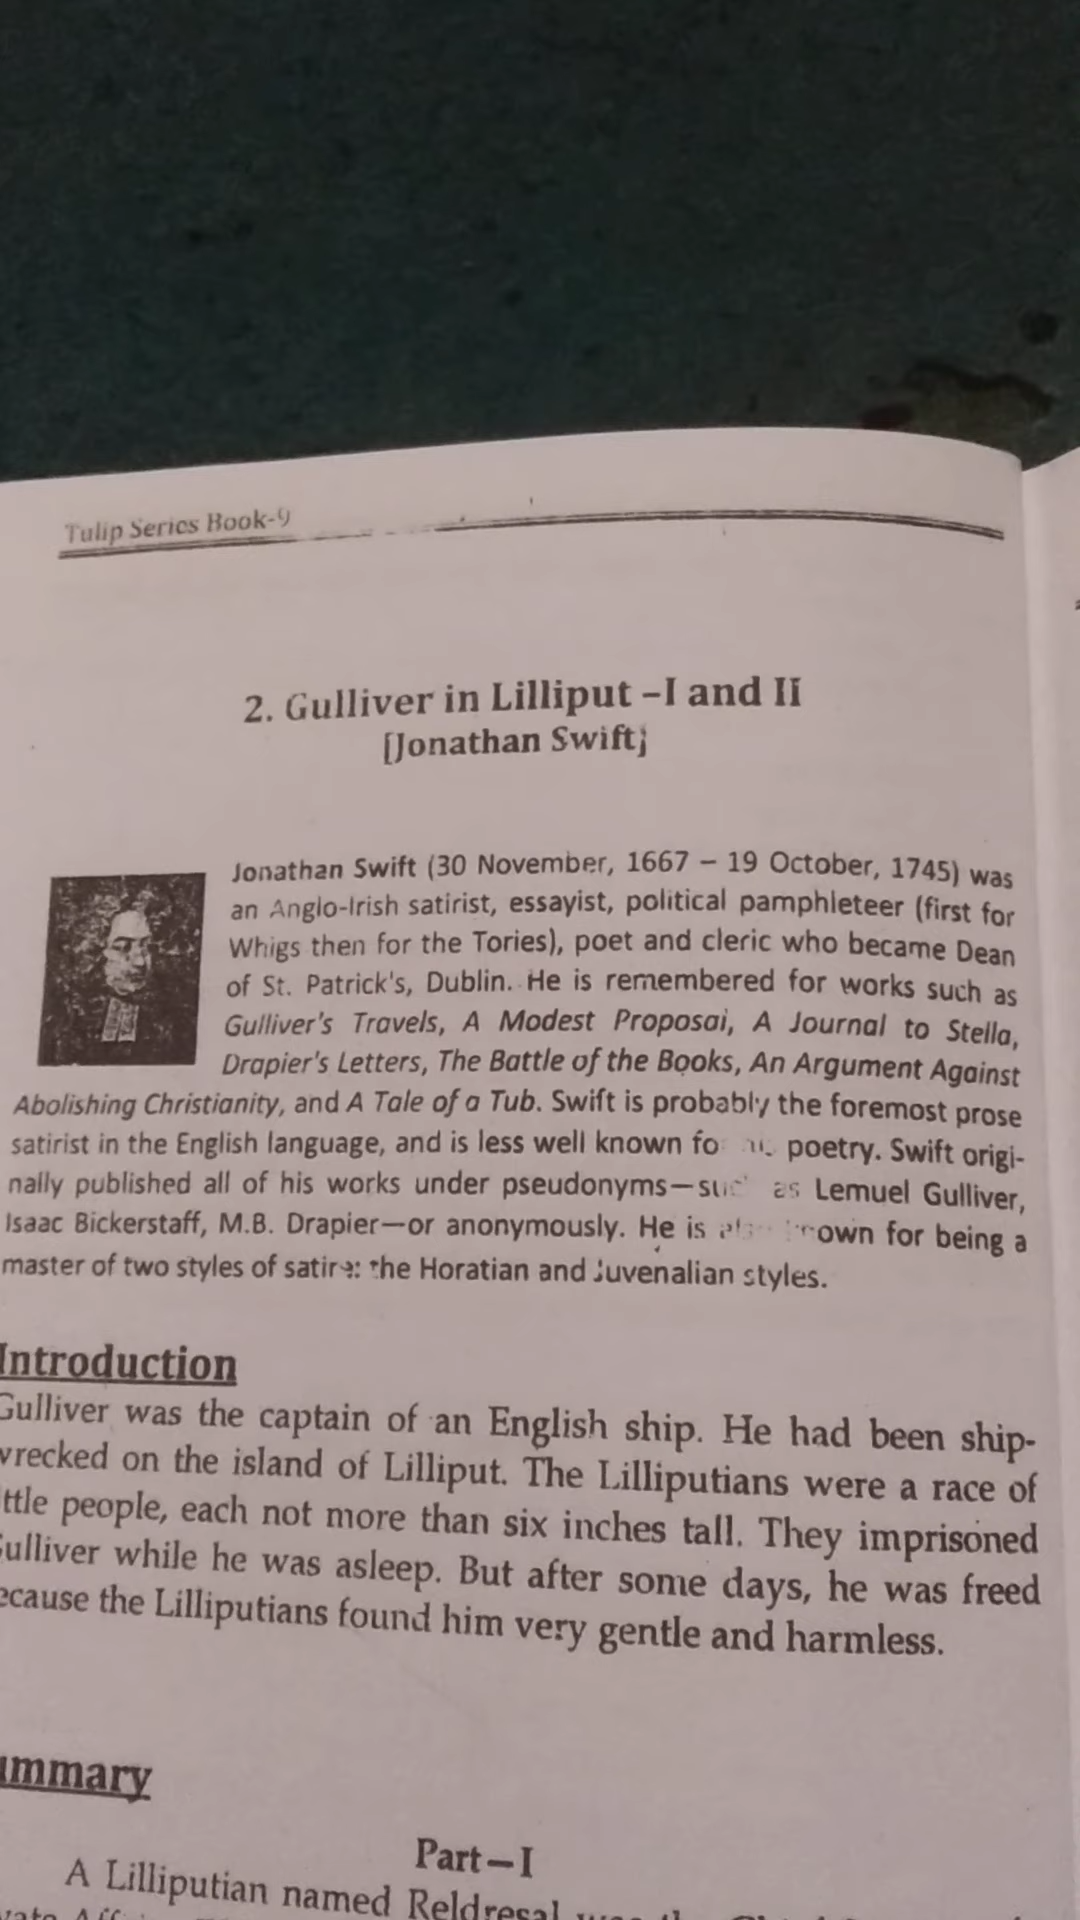 Tulip Series Book-9
2. Gulliver in Lilliput –I and II
[Jonathan Swift]
Jonathan Swift (30 November, 1667 – 19 October, 1745) was
an Anglo-Irish satirist, essayist, political pamphleteer (first for
Whigs then for the Tories), poet and cleric who became Dean
of St. Patrick's, Dublin. He is remembered for works such as
Gulliver's Travels, A Modest Proposal, A Journal to Stella,
Drapier's Letters, The Battle of the Books, An Argument Against
Abolishing Christianity, and A Tale of a Tub. Swift is probably the foremost prose
satirist in the English language, and is less well known poetry. Swift origi-
nally published all of his works under pseudonyms—such as Lemuel Gulliver,
Isaac Bickerstaff, M.B. Drapier—or anonymously. He is also known for being a
master of two styles of satire: the Horatian and Juvenalian styles.
Introduction
Gulliver was the captain of an English ship. He had been ship-
wrecked on the island of Lilliput. The Lilliputians were a race of
ttle people, each not more than six inches tall. They imprisoned
Gulliver while he was asleep. But after some days, he was freed
ecause the Lilliputians found him very gentle and harmless.
ummary
Part—I
A Lilliputian named Reldresal was the